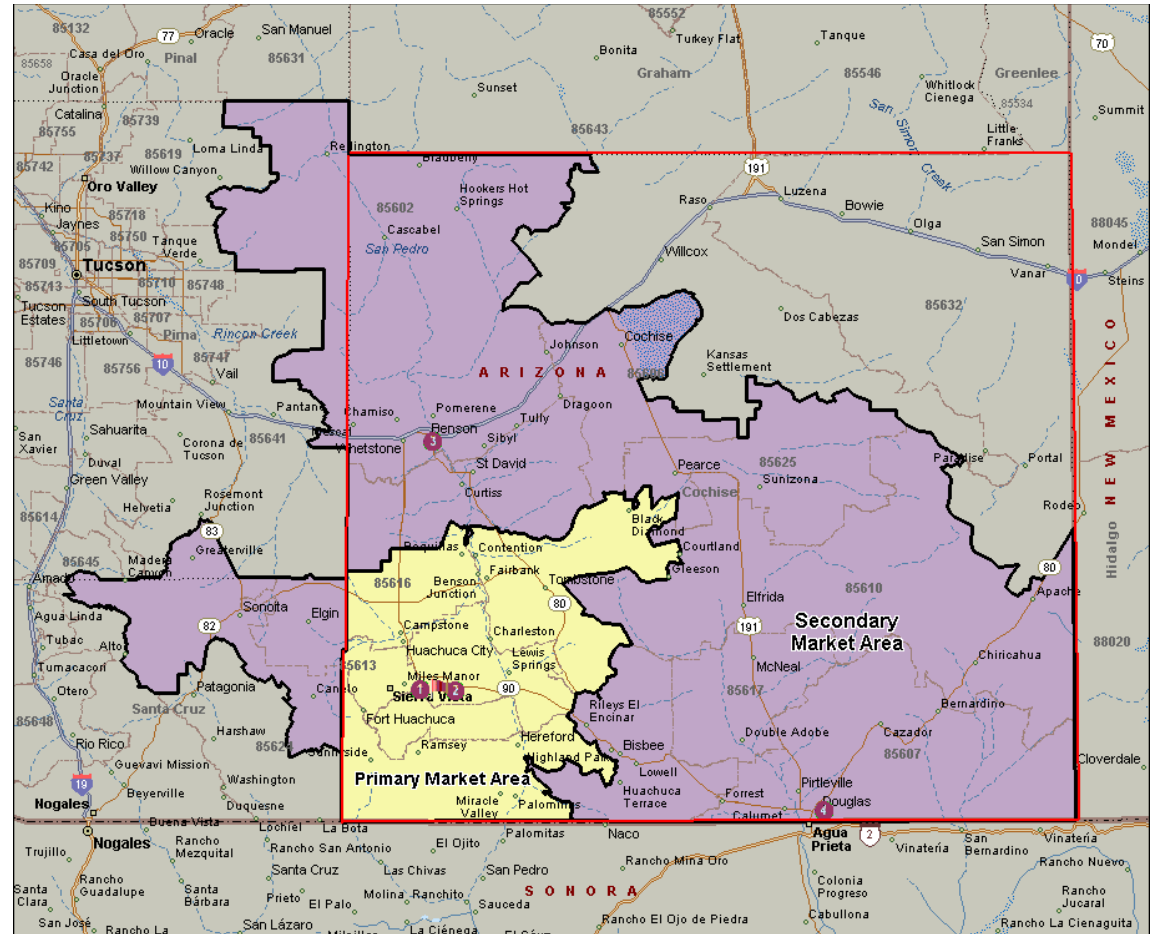 85132
77
Oracle
San Manuel
85552
Turkey Flat
Tanque
70
Casa del Oro
Pinal
85658
Oracle
Junction
85631
Bonita
Graham
85546
Greenlee
Whitlock
Cienega
85534
Sunset
Catalina
85739
85755
85643
San Simon
Creek
Little
Franks
Summit
85742
85737
85619
Loma Linda
Willow Canyon
Redington
Oro Valley
Hookers Hot
Springs
191
Luzena
Raso
Bowie
Kino
Jaynes
85718
85750
85602
Cascabel
San Pedro
Olga
88045
85705
Tanque
Verde
San Simon
Mondel
85709
Tucson
Willcox
Vanar
Steins
10
85713
85710
85748
South Tucson
Tucson
Estates
85707
Pima
Rincon Creek
85632
Dos Cabezas
Littletown
Johnson
Cochise
85746
85756
10
85747
Vail
Kansas
Settlement
ARIZONA
NEW MEXICO
Santa
Cruz
Mountain View
Pantano
Chamiso
Pomerene
Tully
Dragoon
San
Xavier
Sahuarita
Corona de
Tucson
85641
Whetstone
Benson
3
Sibyl
Duval
Green Valley
St David
Pearce
85625
Sunizona
Paradise
Portal
Helvetia
Rosemont
Junction
Curtiss
Cochise
Rodeo
85614
83
Black
Diamond
Hidalgo
85645
Madera
Canyon
Greaterville
Boquillas
Contention
Courtland
80
Amado
85616
Benson
Junction
Fairbank
Tombstone
Gleeson
85610
Apache
Agua Linda
Sonoita
Elgin
80
Elfrida
Secondary
Market Area
Tubac
Alto
82
Campstone
Charleston
191
88020
Tumacacori
85613
Huachuca City
Lewis
Springs
McNeal
Chiricahua
Otero
Patagonia
Canelo
Miles Manor
1
2
Sierra Vista
90
85617
85648
Santa Cruz
Fort Huachuca
Rileys El
Encinar
Bernardino
Rio Rico
Harshaw
Ramsey
Hereford
Bisbee
Double Adobe
Cazador
85607
Guevavi Mission
Sunnyside
Highland Park
Lowell
Cloverdale
19
Washington
Primary Market Area
Huachuca
Terrace
Pirtleville
Beyerville
Duquesne
Miracle
Valley
Palominas
Forrest
Douglas
4
Nogales
Calumet
Nogales
Buena Vista
Lochiel
La Bota
Palomitas
Naco
Agua
Prieta
2
San
Bernardino
Vinatería
Trujillo
Rancho
Mezquital
Rancho San Antonio
El Ojito
Vinatería
Rancho Mina Oro
Rancho Nuevo
Santa
Clara
Rancho
Guadalupe
Santa
Bárbara
Santa Cruz
Las Chivas
San Pedro
Colonia
Progreso
Prieto
El Palo
Molina
Ranchito
SONORA
Rancho
Jucaral
San José
San Lázaro
Sauceda
Cabullona
Rancho La
La Ciénega
Rancho El Ojo de Piedra
Rancho La Cienaguita